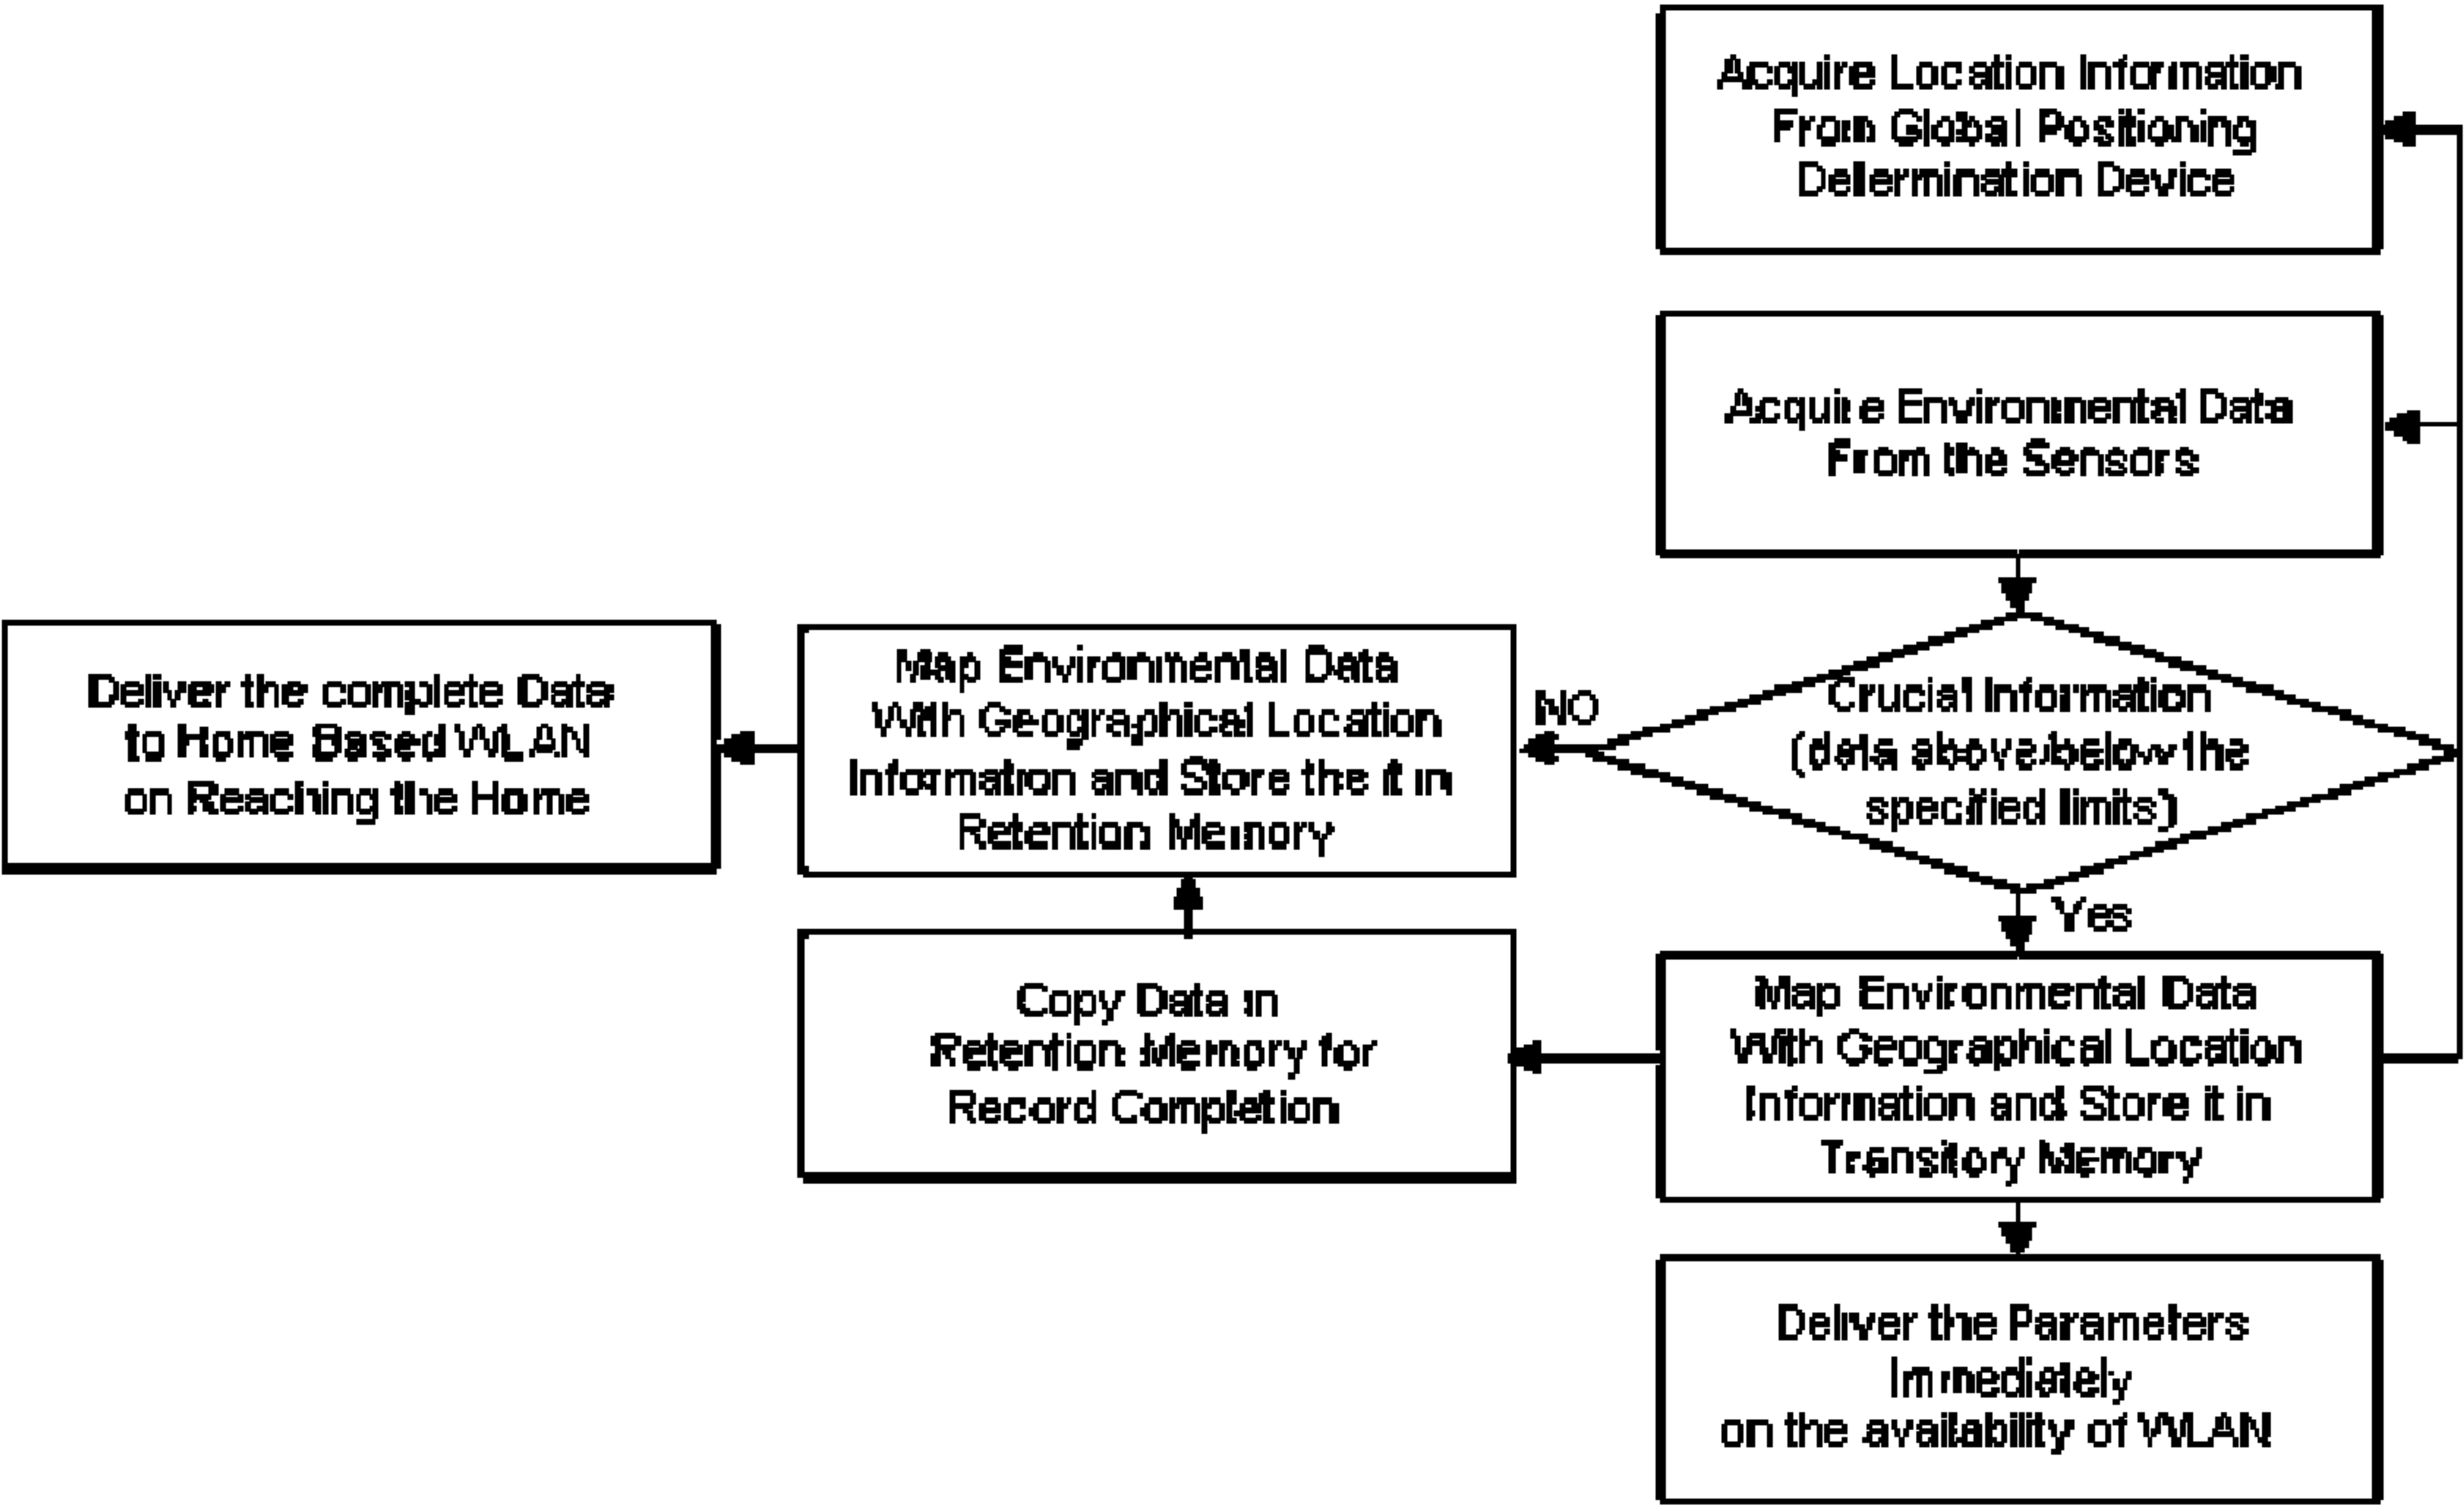 Acquire Location Information
From Global Positioning
Determination Device
Acquire Environmental Data
From the Sensors
Crucial Information
(data above/below the
specified limits)
NO
Yes
Map Environmental Data
With Geographical Location
Information and Store the it in
Retention Memory
Deliver the complete Data
to Home Based WLAN
on Reaching the Home
Copy Data in
Retention Memory for
Record Completion
Map Environmental Data
With Geographical Location
Information and Store it in
Transitory Memory
Deliver the Parameters
Immediately
on the availability of WLAN